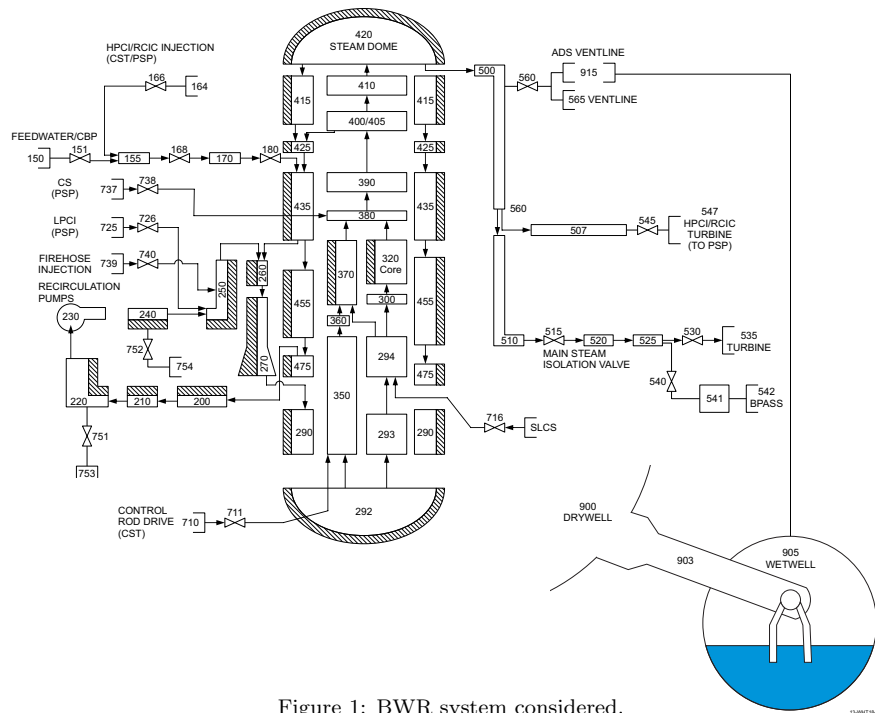 420
STEAM DOME
HPCI/RCIC INJECTION
(CST/PSP)
166
164
FEEDWATER/CBP
150
151
155
168
170
180
CS
(PSP)
737
738
LPCI
(PSP)
725
726
FIREHOSE
INJECTION
739
740
RECIRCULATION
PUMPS
230
240
250
260
270
752
754
220
210
200
751
753
CONTROL
ROD DRIVE
(CST)
710
711
415
410
415
400/405
425
425
390
435
435
380
370
320
Core
300
455
455
360
475
475
294
350
290
293
290
292
716
SLCS
500
560
ADS VENTLINE
915
565 VENTLINE
560
507
545
547
HPCI/RCIC
TURBINE
(TO PSP)
510
515
MAIN STEAM
ISOLATION VALVE
520
525
530
535
TURBINE
540
541
542
BPASS
900
DRYWELL
903
905
WETWELL
Figure 1: BWR system considered.